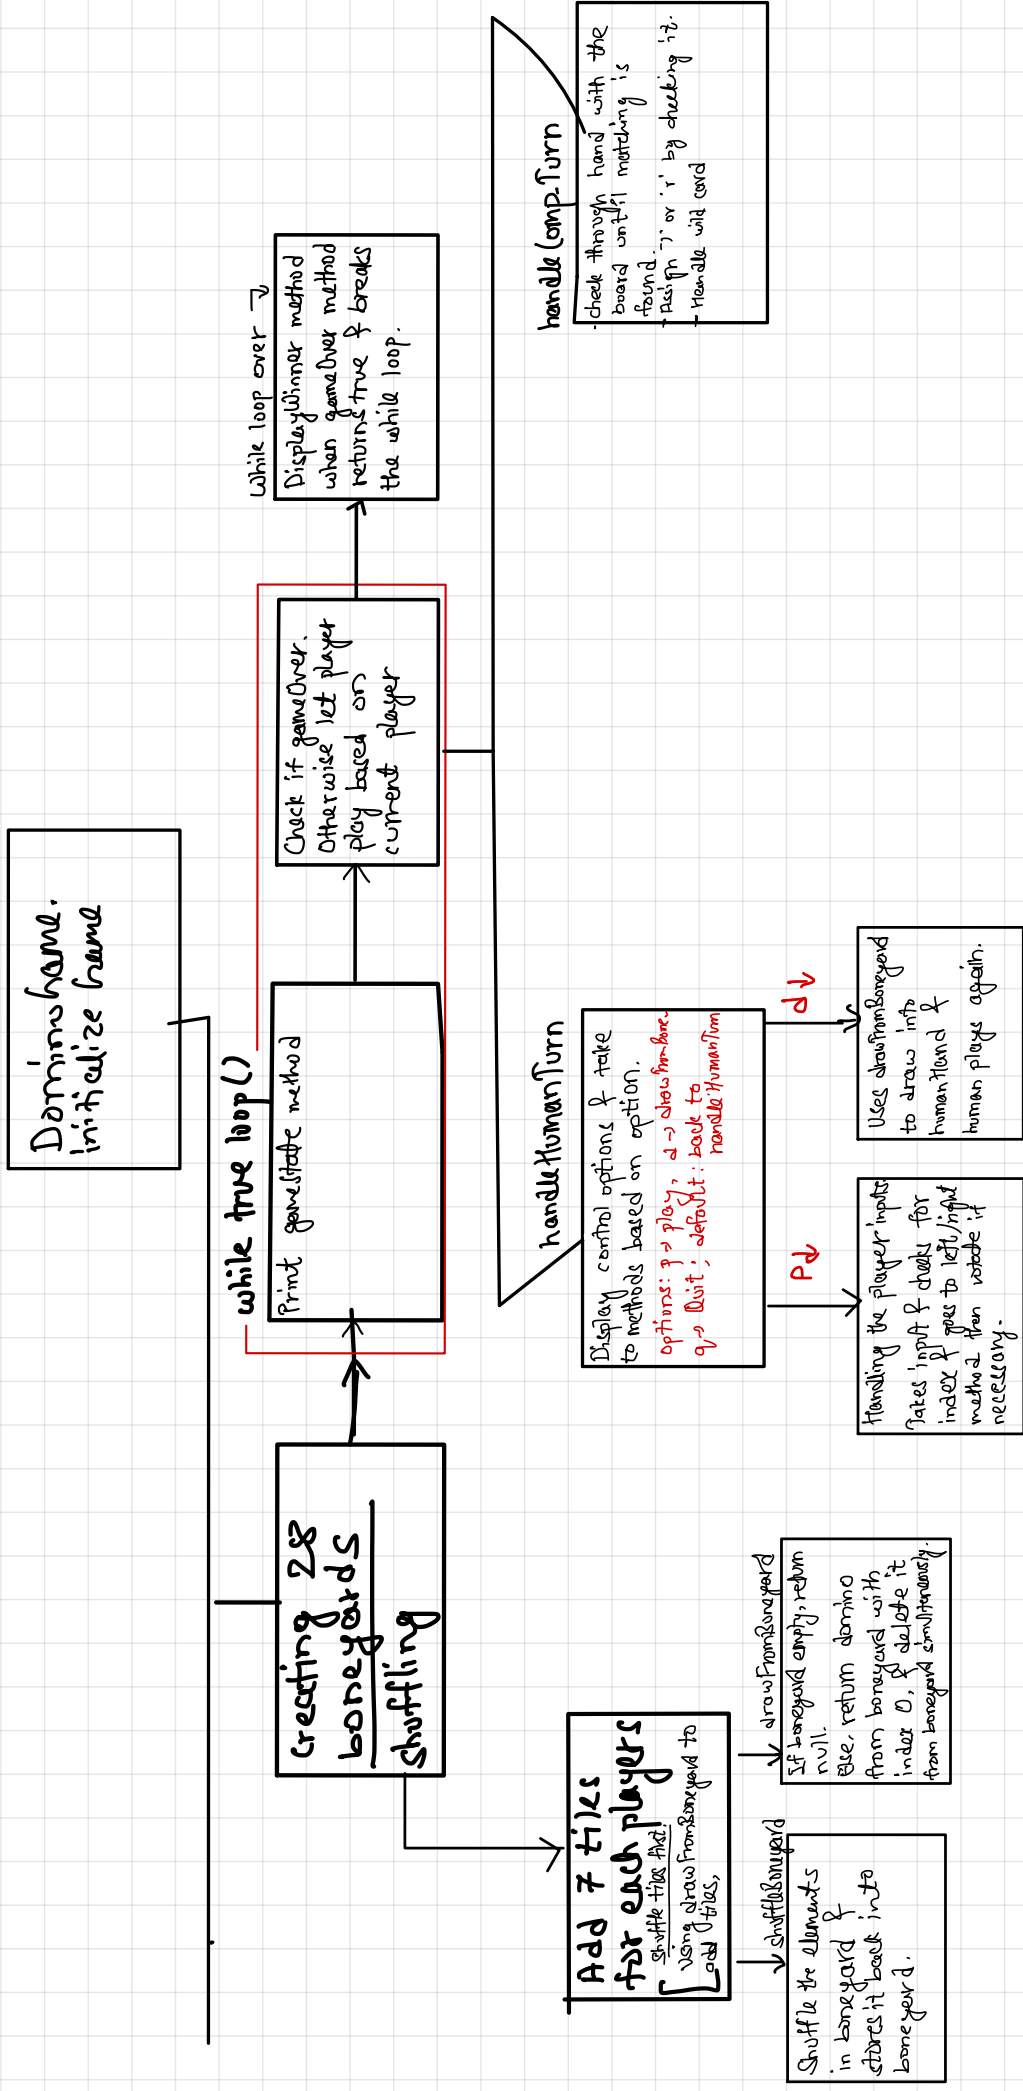 Dominohame.
initialize hame
while true loop()
creating 28
boneyards
shuffling
Print gamestate method
Check if gameOver.
Otherwise let player
play based on
current player
While loop over
DisplayWinner method
when gameOver method
returns true & breaks
the while loop.
Add 7 tiles
for each players
shuffle tiles first.
Using drawFromBoneyard to
add tiles,
shuffleBoneyard
Shuffle the elements
in boneyard &
stores it back into
boneyard.
drawFromBoneyard
If boneyard empty, return
null.
Else, return domino
from boneyard with
index 0, & delete it
from boneyard simultaneously.
handleHumanTurn
Display control options & take
to methods based on option.
options: p → play, d → drawFromBone.
q → Quit; default: back to
handleHumanTurn
P
Handling the player inputs.
Takes input & checks for
index & goes to left/right
method then rotate if
necessary.
d
Uses drawFromBoneyard
to draw into
humanHand &
human plays again.
handleComp.Turn
- check through hand with the
board until matching is
found.
- Assign 'l' or 'r' by checking it.
- Handle wild card